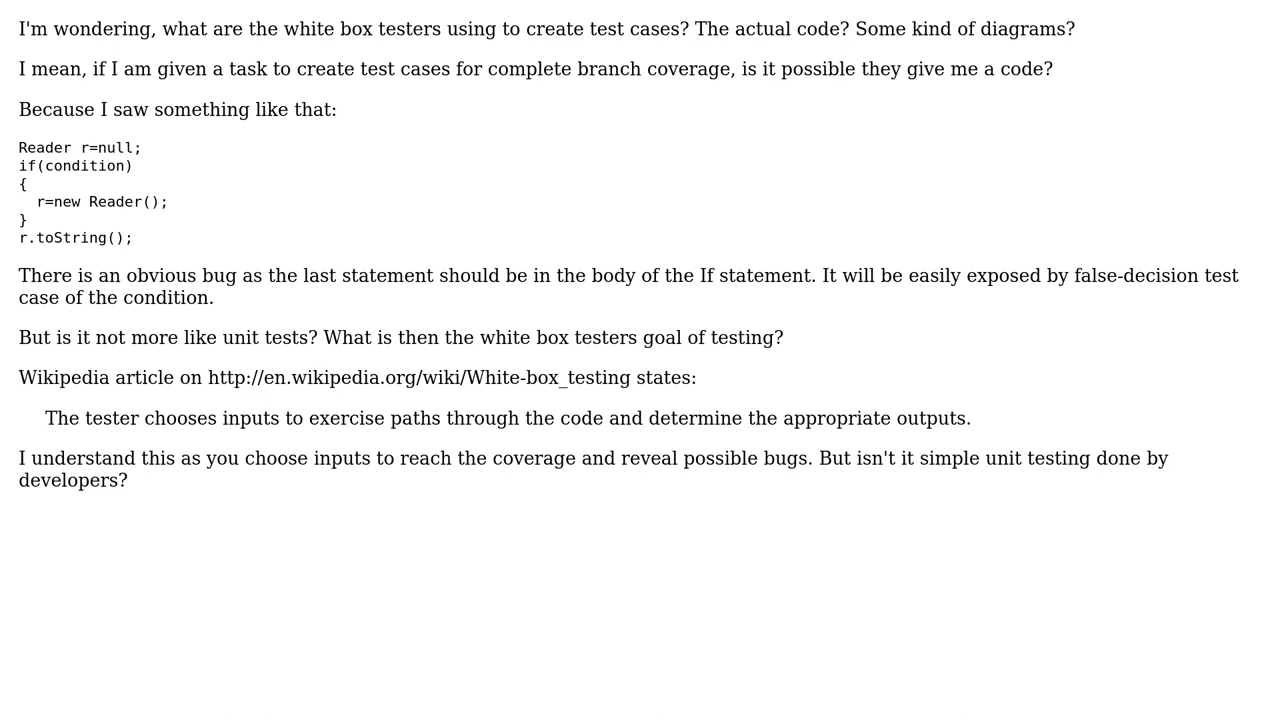 I'm wondering, what are the white box testers using to create test cases? The actual code? Some kind of diagrams?
I mean, if I am given a task to create test cases for complete branch coverage, is it possible they give me a code?
Because I saw something like that:
Reader r=null;
if(condition)
{
  r=new Reader();
}
r.toString();
There is an obvious bug as the last statement should be in the body of the If statement. It will be easily exposed by false-decision test
case of the condition.
But is it not more like unit tests? What is then the white box testers goal of testing?
Wikipedia article on http://en.wikipedia.org/wiki/White-box_testing states:
The tester chooses inputs to exercise paths through the code and determine the appropriate outputs.
I understand this as you choose inputs to reach the coverage and reveal possible bugs. But isn't it simple unit testing done by
developers?